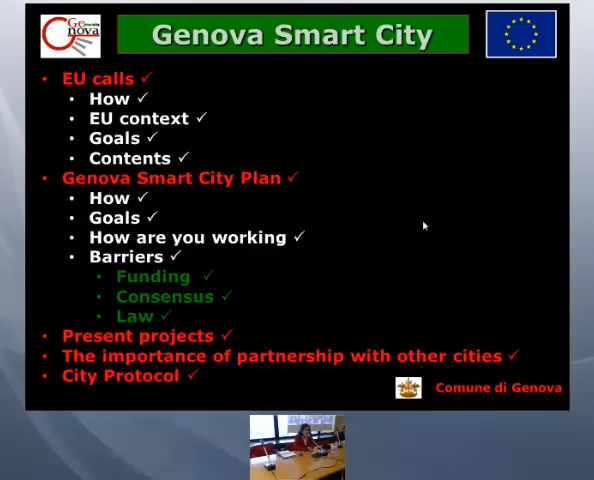 Genova
Genova Smart City
• EU calls ✓
• How ✓
• EU context ✓
• Goals ✓
• Contents ✓
• Genova Smart City Plan ✓
• How ✓
• Goals ✓
• How are you working ✓
• Barriers ✓
• Funding ✓
• Consensus ✓
• Law ✓
• Present projects ✓
• The importance of partnership with other cities ✓
• City Protocol ✓
Comune di Genova